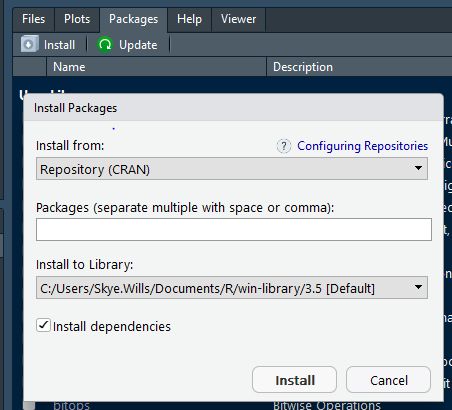 Files Plots Packages Help Viewer
Install Update
Name Description
Install Packages
Install from: ? Configuring Repositories
Repository (CRAN)
Packages (separate multiple with space or comma):
Install to Library:
C:/Users/Skye.Wills/Documents/R/win-library/3.5 [Default]
Install dependencies
Install Cancel
bitops Bitwise Operations